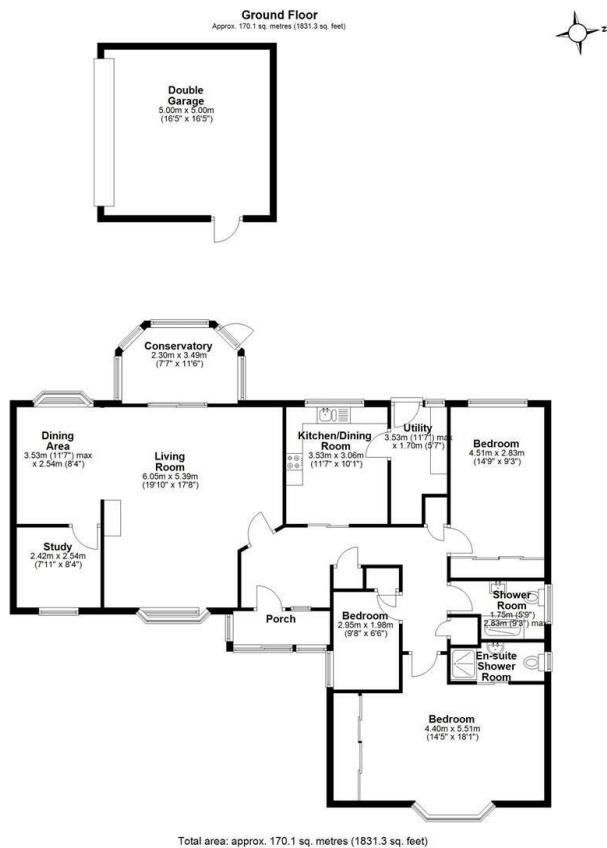 Ground Floor
Approx. 170.1 sq. metres (1831.3 sq. feet)
Z
Double
Garage
5.00m x 5.00m
(16'5" x 16'5")
Conservatory
2.30m x 3.49m
(7'7" x 11'6")
Dining
Area
3.53m (11'7") max
x 2.54m (8'4")
Living
Room
6.05m x 5.39m
(19'10" x 17'8")
Kitchen/Dining
Room
3.53m x 3.06m
(11'7" x 10'1")
Utility
3.53m (11'7") max
x 1.70m (5'7")
Bedroom
4.51m x 2.83m
(14'9" x 9'3")
Study
2.42m x 2.54m
(7'11" x 8'4")
Porch
Bedroom
2.95m x 1.98m
(9'8" x 6'6")
Shower
Room
1.75m (5'9")
2.83m (9'3") max
En-suite
Shower
Room
Bedroom
4.40m x 5.51m
(14'5" x 18'1")
Total area: approx. 170.1 sq. metres (1831.3 sq. feet)